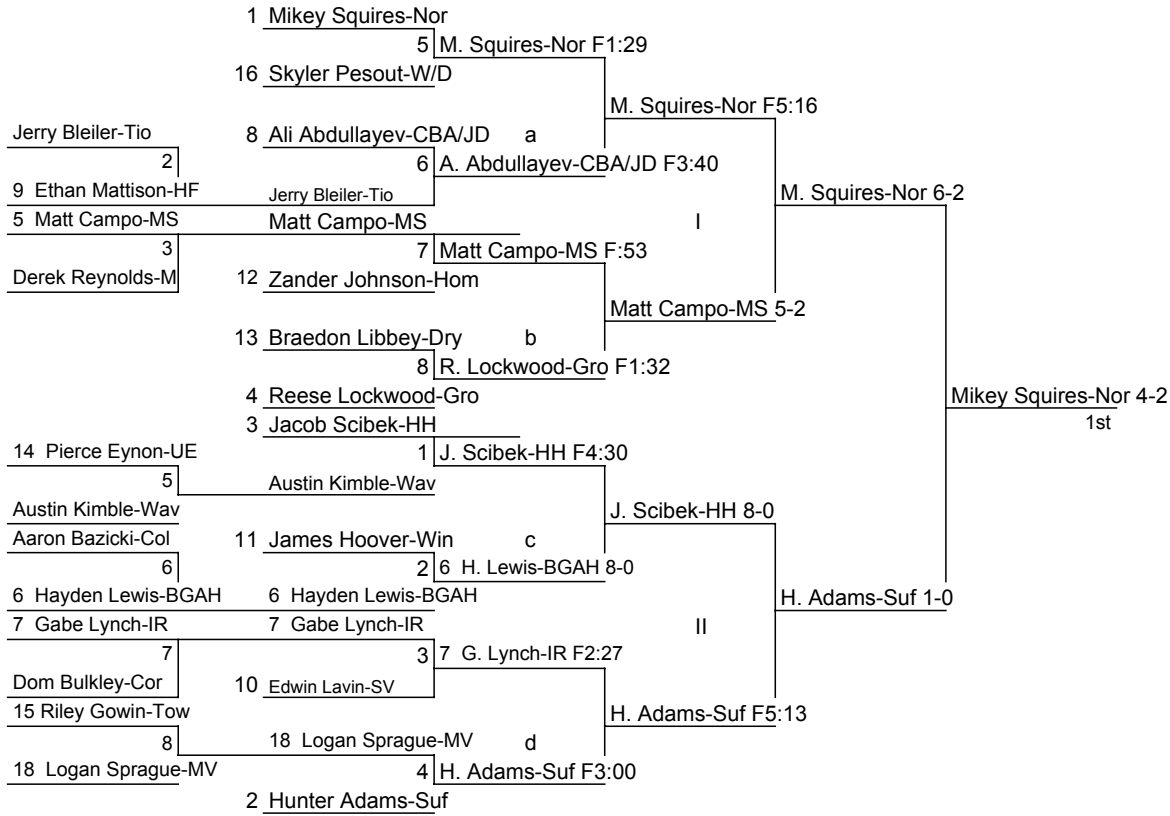 1 Mikey Squires-Nor
5 M. Squires-Nor F1:29
16 Skyler Pesout-W/D
M. Squires-Nor F5:16
Jerry Bleiler-Tio
8 Ali Abdullayev-CBA/JD a
2
6 A. Abdullayev-CBA/JD F3:40
9 Ethan Mattison-HF Jerry Bleiler-Tio
M. Squires-Nor 6-2
5 Matt Campo-MS Matt Campo-MS I
3
7 Matt Campo-MS F:53
Derek Reynolds-M 12 Zander Johnson-Hom
Matt Campo-MS 5-2
13 Braedon Libbey-Dry b
8 R. Lockwood-Gro F1:32
4 Reese Lockwood-Gro
Mikey Squires-Nor 4-2
1st
3 Jacob Scibek-HH
14 Pierce Eynon-UE
1 J. Scibek-HH F4:30
5
Austin Kimble-Wav
Austin Kimble-Wav
J. Scibek-HH 8-0
Aaron Bazicki-Col 11 James Hoover-Win c
6
2 6 H. Lewis-BGAH 8-0
6 Hayden Lewis-BGAH 6 Hayden Lewis-BGAH
H. Adams-Suf 1-0
7 Gabe Lynch-IR 7 Gabe Lynch-IR II
7
3 7 G. Lynch-IR F2:27
Dom Bulkley-Cor 10 Edwin Lavin-SV
15 Riley Gowin-Tow
H. Adams-Suf F5:13
8
18 Logan Sprague-MV d
18 Logan Sprague-MV
4 H. Adams-Suf F3:00
2 Hunter Adams-Suf